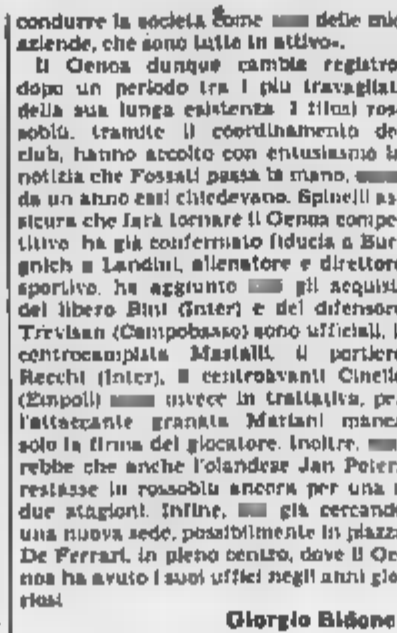 condurre la società come delle mie
aziende, che sono tutte in attivo».
Il Genoa dunque cambia registro
dopo un periodo tra i più travagliati
della sua lunga esistenza. I tifosi ros-
soblù, tramite il coordinamento de
club, hanno accolto con entusiasmo la
notizia che Fossati passa la mano,
da un anno essi chiedevano. Spinelli as-
sicura che farà tornare il Genoa compe-
titivo: ha già confermato fiducia a Bur-
gnich e Landini, allenatore e direttore
sportivo, ha aggiunto gli acquisti
del libero Bini (Inter) e del difensore
Trevisan (Campobasso) sono ufficiali, i
centrocampista Mastalli, il portiere
Recchi (Inter), il centroavanti Cinello
(Empoli) invece in trattativa, per
l'attaccante granata Mariani manca
solo la firma del giocatore. Inoltre,
rebbe che anche l'olandese Jan Peters
restasse in rossoblù ancora per una o
due stagioni. Infine, già cercando
una nuova sede, possibilmente in piazza
De Ferrari, in pieno centro, dove il Ge-
noa ha avuto i suoi uffici negli anni glo-
riosi
Giorgio Bidone